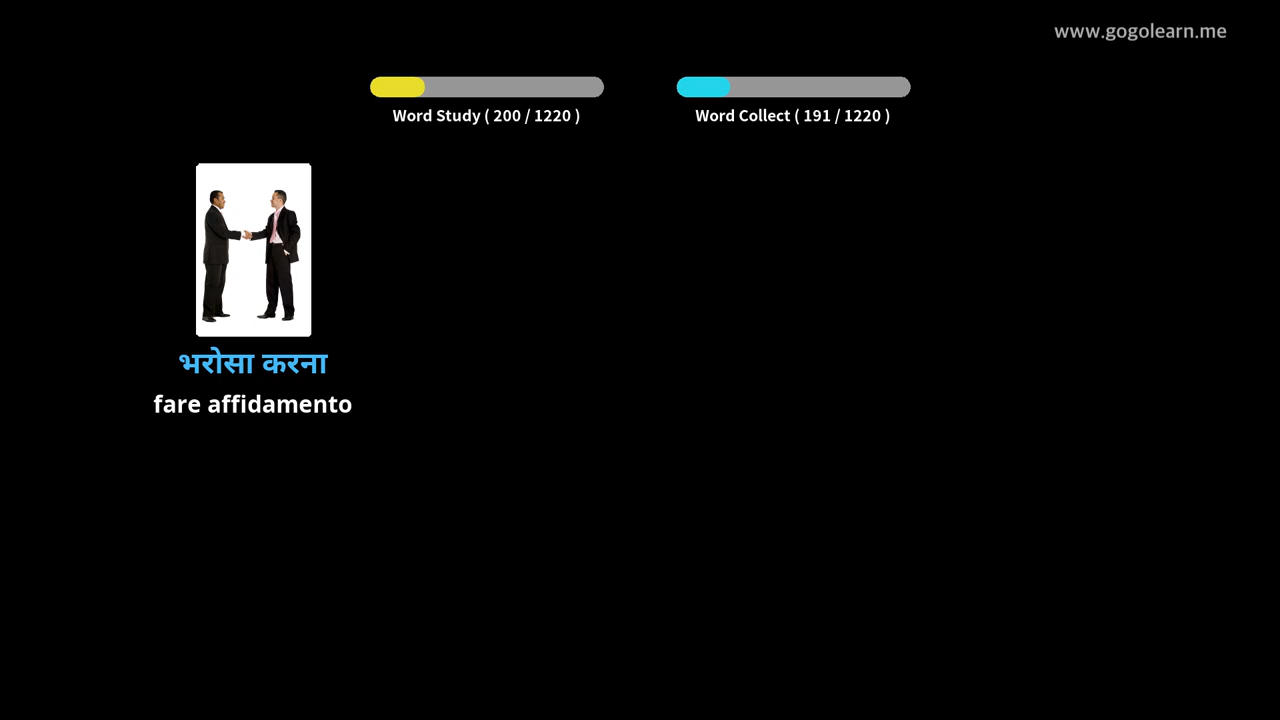 www.gogolearn.me
Word Study ( 200 / 1220 )
Word Collect ( 191 / 1220 )
भरोसा करना
fare affidamento